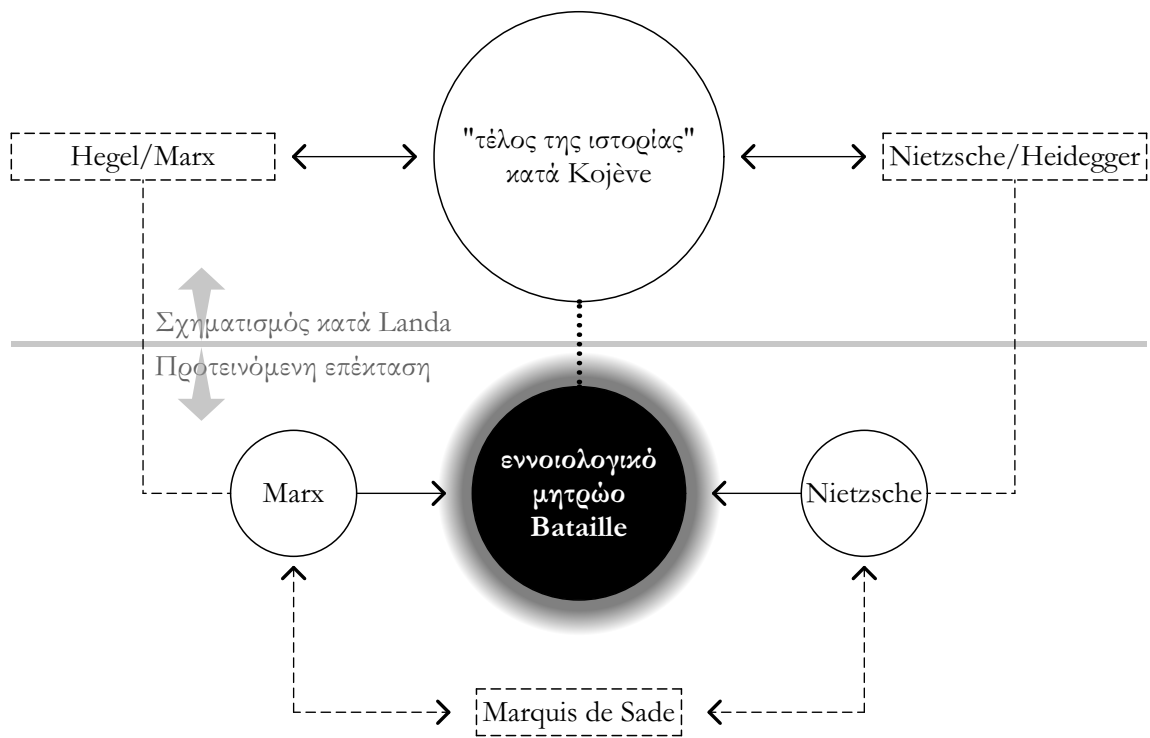 "τέλος της ιστορίας"
κατά Kojève
Hegel/Marx
Nietzsche/Heidegger
Σχηματισμός κατά Landa
Προτεινόμενη επέκταση
εννοιολογικό
μητρώο
Bataille
Marx
Nietzsche
Marquis de Sade